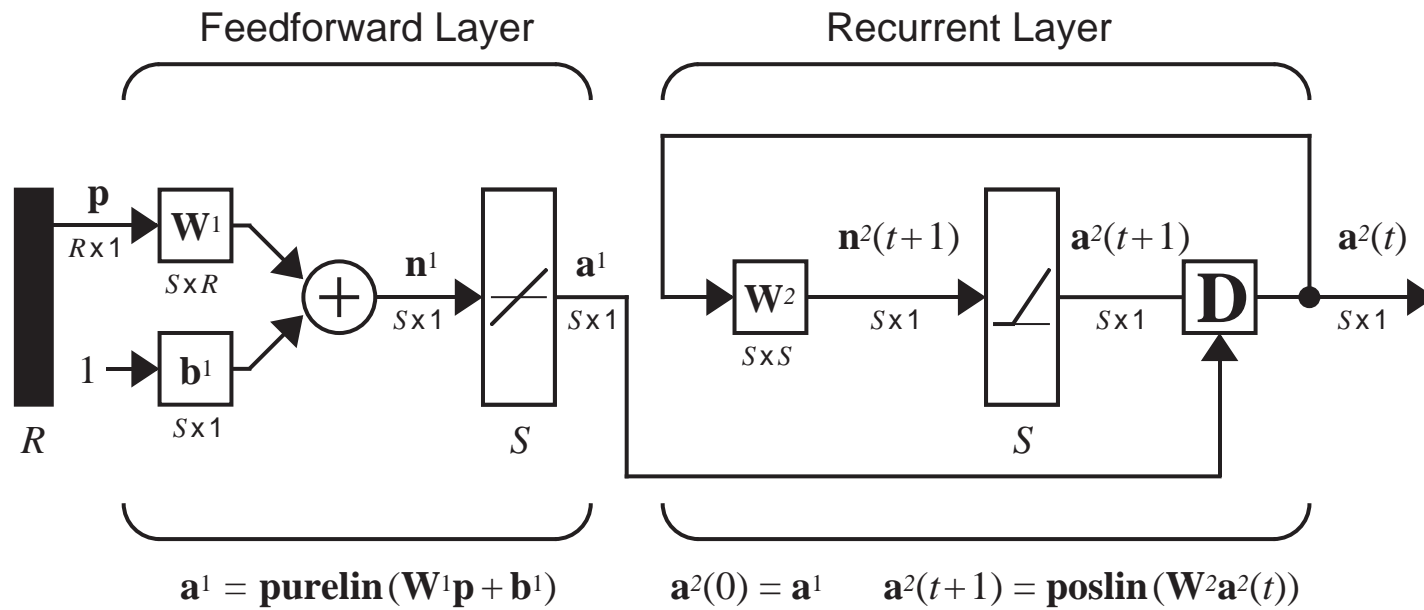 Feedforward Layer
Recurrent Layer
p
R x 1
W¹
S x R
1
b¹
S x 1
R
+
n¹
S x 1
S
a¹
S x 1
W²
S x S
n²(t + 1)
S x 1
S
a²(t + 1)
S x 1
D
a²(t)
S x 1
a¹ = purelin (W¹p + b¹)
a²(0) = a¹
a²(t + 1) = poslin (W²a²(t))